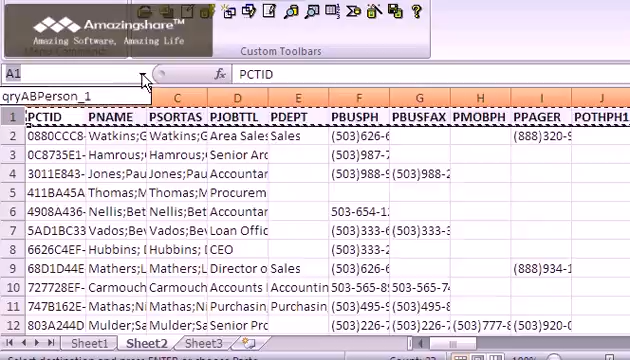 Amazingshare™
Amazing Software, Amazing Life
Custom Toolbars
A1 fx PCTID
qryABPerson_1
C D E F G H I J
1 PCTID PNAME PSORTAS PJOBTTL PDEPT PBUSPH PBUSFAX PMOBPH PPAGER POTHPH1
2 0880CCC8- Watkins;G Watkins;G Area Sales Sales (503)626-6 (888)320-9
3 0C8735E1- Hamrous; Hamrous; Senior Arc (503)987-7
4 3011E843- Jones;Pau Jones;Pau Accountar (503)988-9 (503)988-2
5 411BA45A Thomas;M Thomas;M Procurem
6 4908A436- Nellis;Bet Nellis;Bet Accountar 503-654-12
7 5AD1BC33 Vados;Bev Vados;Bev Loan Offic (503)333-6 (503)333-3
8 6626C4EF- Hubbins; D Hubbins; D CEO (503)333-2
9 68D1D44E Mathers;L Mathers;L Director o Sales (503)626-6 (888)934-1
10 727728EF- Carmouch Carmouch Accounts Accountin 503-565-89 503-565-74
11 747B162E- Mathas;Ni Mathas;Ni Purchasin Purchasin (503)495-9 (503)495-8
12 803A244D Mulder;Sa Mulder;Sa Senior Pro (503)226-7 (503)226-7 (503)777-8 (503)920-0
Sheet1 Sheet2 Sheet3